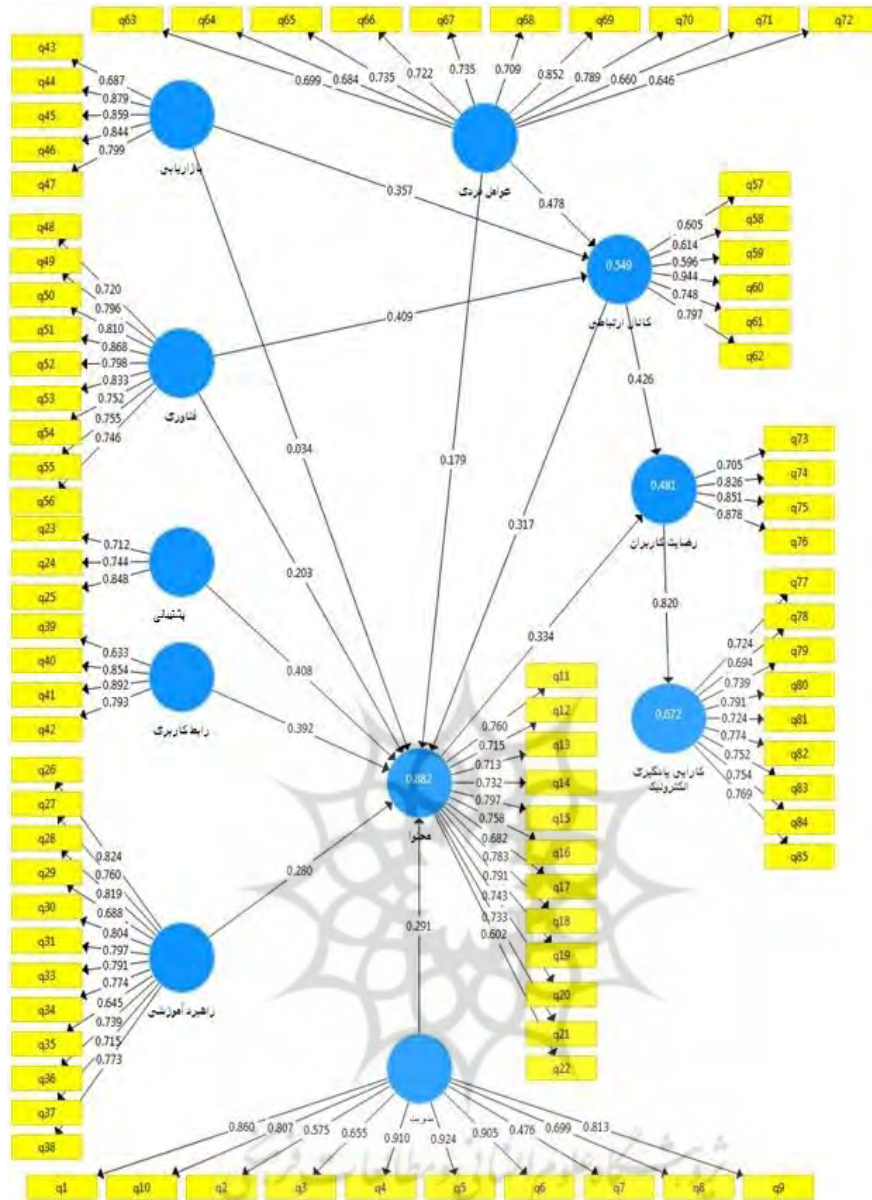 q63 q64 q65 q66 q67 q68 q69 q70 q71 q72
0.699 0.684 0.735 0.722 0.735 0.709 0.852 0.789 0.660 0.646
عوامل فردی
q43
q44
q45
q46
q47
0.687
0.879
0.859
0.844
0.799
بازاریابی
0.357
0.478
q57
q58
q59
q60
q61
q62
0.605
0.614
0.596
0.944
0.748
0.797
0.549
کانال ارتباطی
q48
q49
q50
q51
q52
q53
q54
q55
q56
0.720
0.796
0.810
0.868
0.798
0.833
0.752
0.755
0.746
فناوری
0.409
0.426
0.034
0.179
0.317
0.203
q73
q74
q75
q76
0.705
0.826
0.851
0.878
0.481
رضایت کاربران
q23
q24
q25
0.712
0.744
0.848
پشتیبانی
0.408
0.334
0.820
q39
q40
q41
q42
0.633
0.854
0.892
0.793
رابط کاربری
0.392
q77
q78
q79
q80
q81
q82
q83
q84
q85
0.724
0.694
0.739
0.791
0.724
0.774
0.752
0.754
0.769
0.672
کارایی یادگیری
الکترونیک
q11
q12
q13
q14
q15
q16
q17
q18
q19
q20
q21
q22
0.760
0.715
0.713
0.732
0.797
0.758
0.682
0.783
0.791
0.743
0.733
0.602
0.882
محتوا
q26
q27
q28
q29
q30
q31
q33
q34
q35
q36
q37
q38
0.824
0.760
0.819
0.688
0.804
0.797
0.791
0.774
0.645
0.739
0.715
0.773
راهبرد آموزشی
0.280
0.291
مدیریت
0.860 0.807 0.575 0.655 0.910 0.924 0.905 0.476 0.699 0.813
q1 q10 q2 q3 q4 q5 q6 q7 q8 q9
پژوهشگاه علوم انسانی و مطالعات فرهنگی